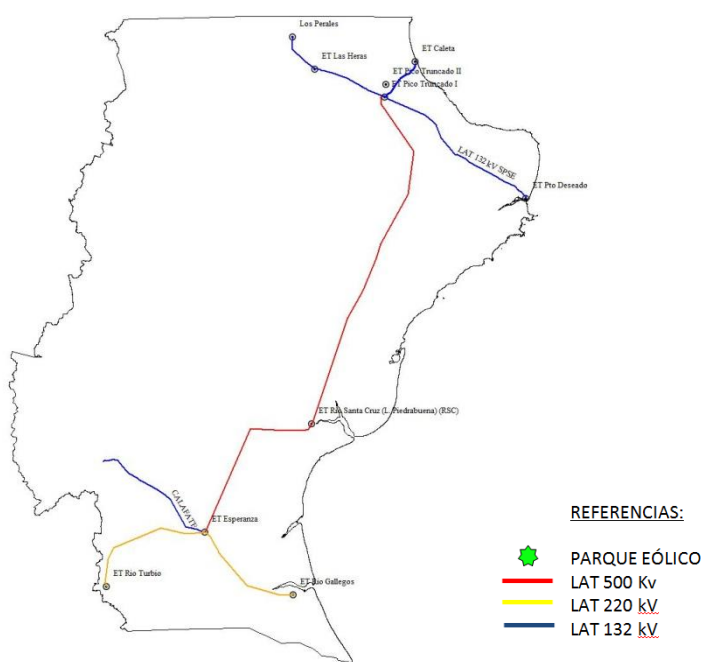 Los Perales
ET Las Heras
ET Caleta
ET Pico Truncado II
ET Pico Truncado I
LAT 132 kV SPSE
ET Pto Deseado
ET Rio Santa Cruz (L. Piedrabuena) (RSC)
CALAFATE
ET Esperanza
ET Rio Turbio
ET Rio Gallegos
REFERENCIAS:
PARQUE EÓLICO
LAT 500 Kv
LAT 220 kV
LAT 132 kV